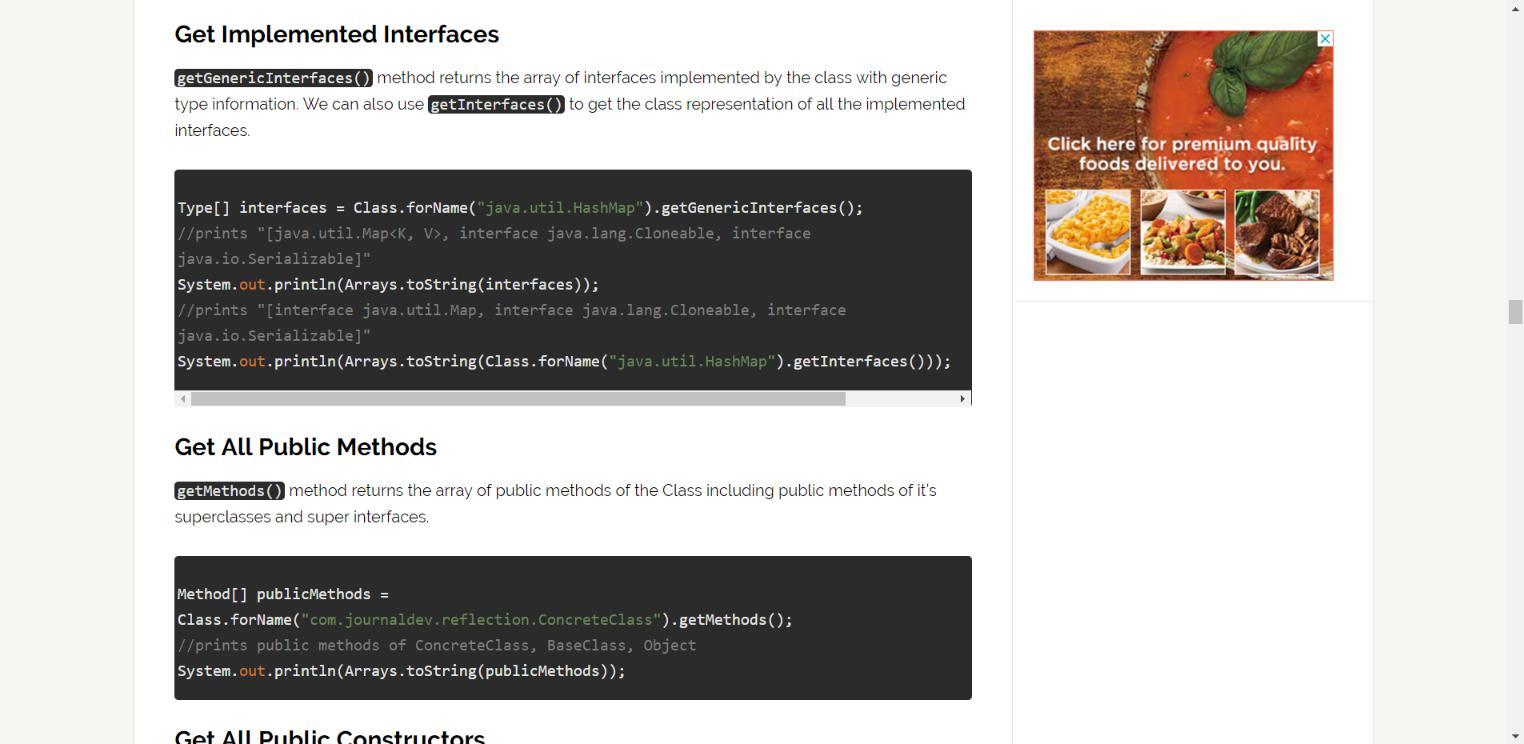 Get Implemented Interfaces
getGenericInterfaces() method returns the array of interfaces implemented by the class with generic
type information. We can also use getInterfaces() to get the class representation of all the implemented
interfaces.
Type[] interfaces = Class.forName("java.util.HashMap").getGenericInterfaces();
//prints "[java.util.Map<K, V>, interface java.lang.Cloneable, interface
java.io.Serializable]"
System.out.println(Arrays.toString(interfaces));
//prints "[interface java.util.Map, interface java.lang.Cloneable, interface
java.io.Serializable]"
System.out.println(Arrays.toString(Class.forName("java.util.HashMap").getInterfaces()));
Get All Public Methods
getMethods() method returns the array of public methods of the Class including public methods of it's
superclasses and super interfaces.
Method[] publicMethods =
Class.forName("com.journaldev.reflection.ConcreteClass").getMethods();
//prints public methods of ConcreteClass, BaseClass, Object
System.out.println(Arrays.toString(publicMethods));
Get All Public Constructors
Click here for premium quality
foods delivered to you.